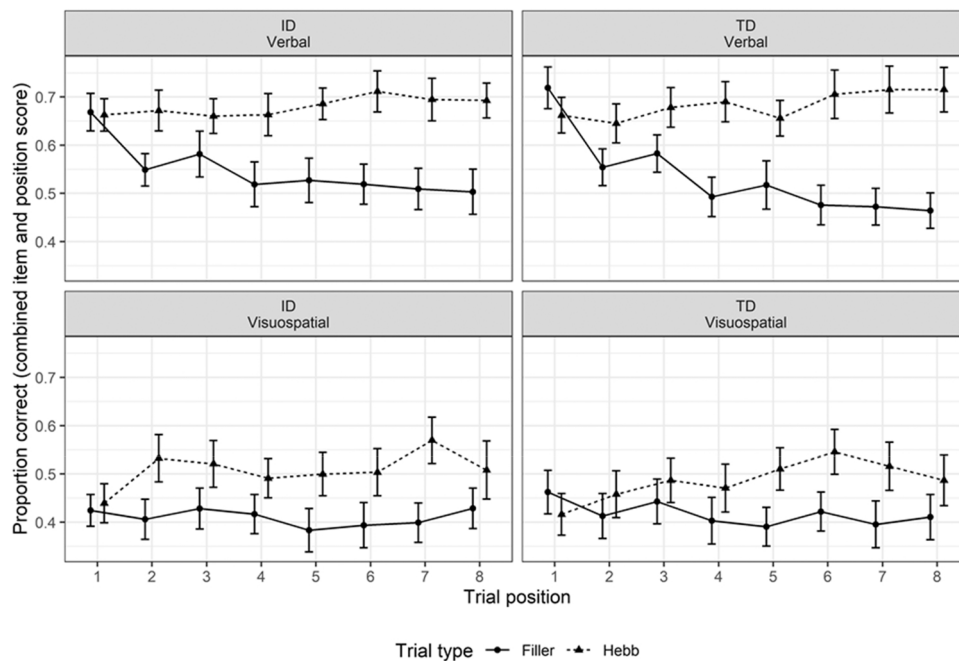 ID
Verbal
TD
Verbal
0.7
0.6
0.5
0.4
ID
Visuospatial
TD
Visuospatial
0.7
0.6
0.5
0.4
Proportion correct (combined item and position score)
1 2 3 4 5 6 7 8
1 2 3 4 5 6 7 8
Trial position
Trial type Filler Hebb